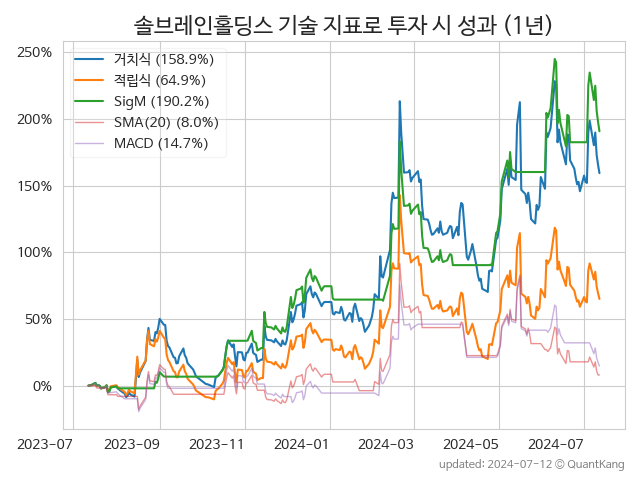 솔브레인홀딩스 기술 지표로 투자 시 성과 (1년)
250%
200%
150%
100%
50%
0%
거치식 (158.9%)
적립식 (64.9%)
SigM (190.2%)
SMA(20) (8.0%)
MACD (14.7%)
2023-07 2023-09 2023-11 2024-01 2024-03 2024-05 2024-07
updated: 2024-07-12 © QuantKang